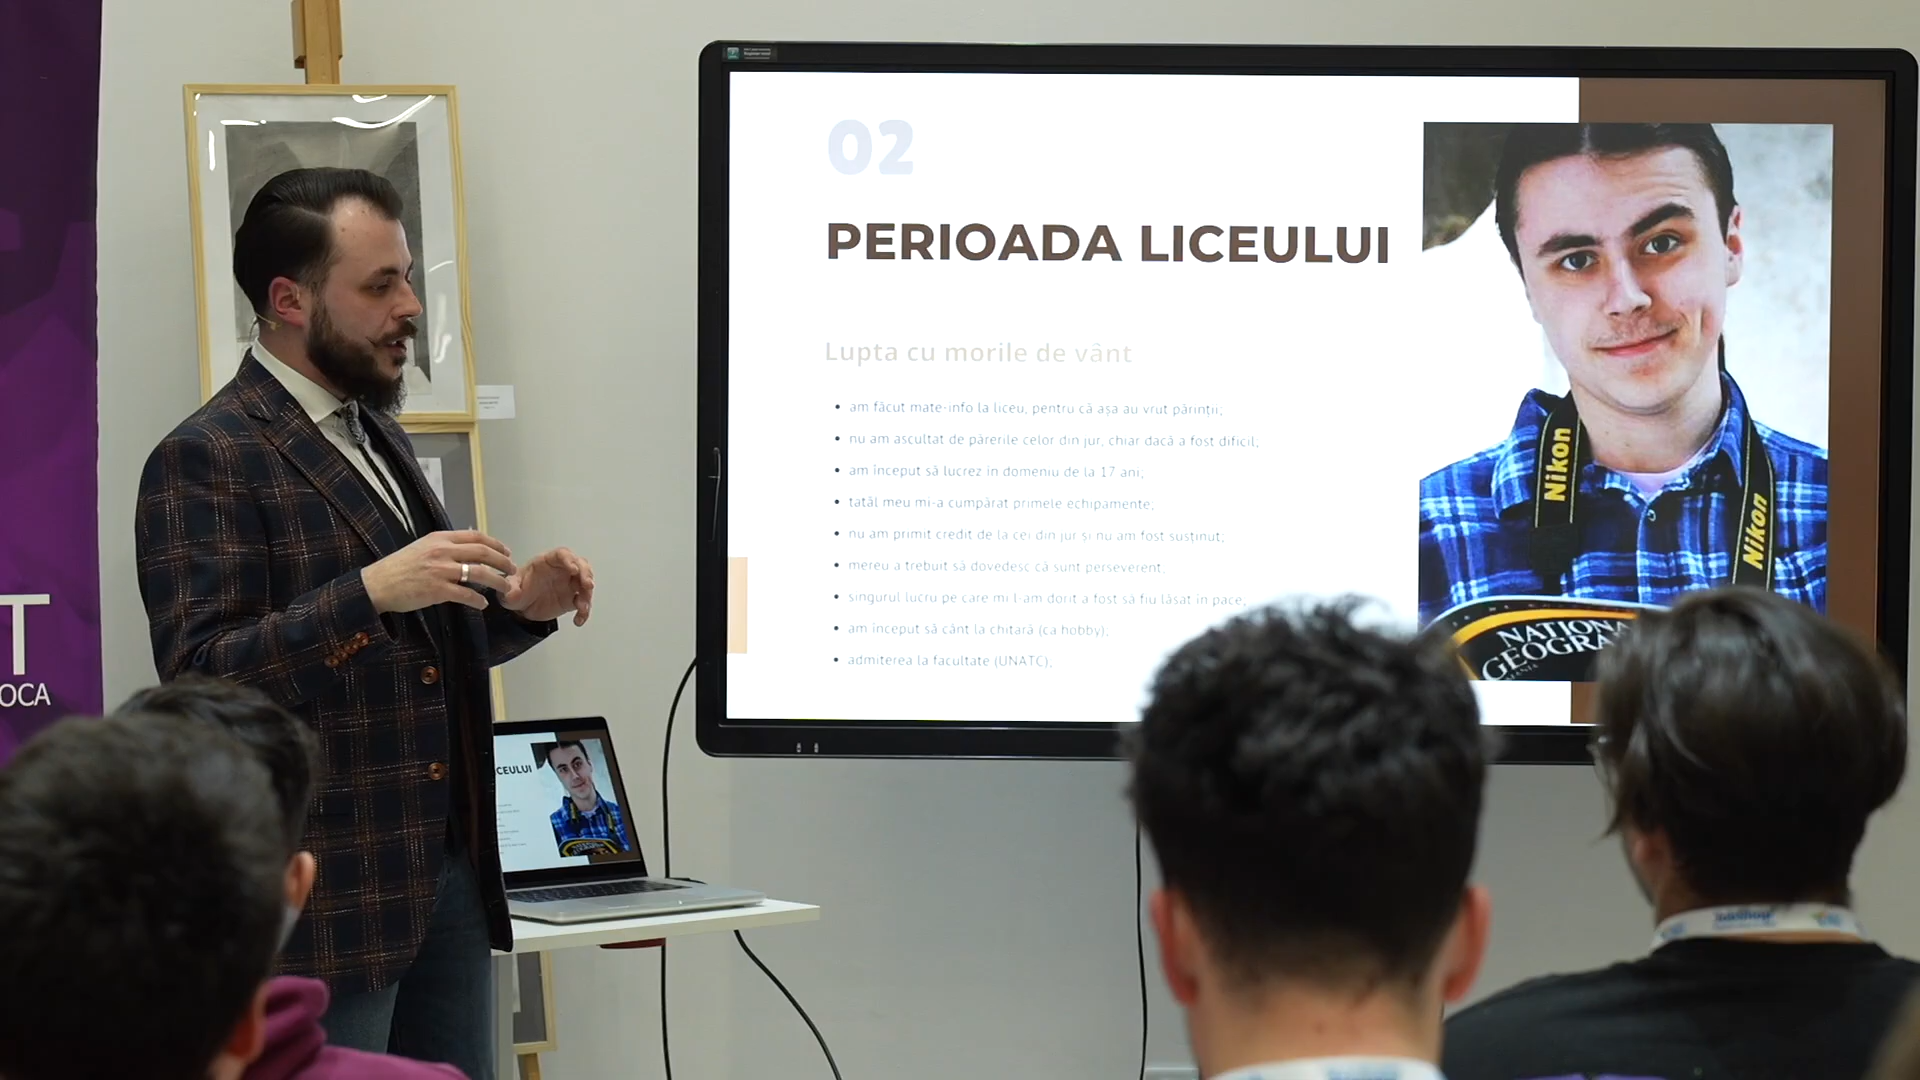 02
PERIOADA LICEULUI
Lupta cu morile de vânt
• am făcut mate-info la liceu, pentru că așa au vrut părinții;
• nu am ascultat de părerile celor din jur, chiar dacă a fost dificil;
• am început să lucrez in domeniu de la 17 ani;
• tatăl meu mi-a cumpărat primele echipamente;
• nu am primit credit de la cei din jur și nu am fost susținut;
• mereu a trebuit să dovedesc că sunt perseverent;
• singurul lucru pe care mi l-am dorit a fost să fiu lăsat in pace;
• am început să cânt la chitară (ca hobby);
• admiterea la facultate (UNATC);
Nikon
Nikon
NATIONA
GEOGRA
T
OCA
CEULUI